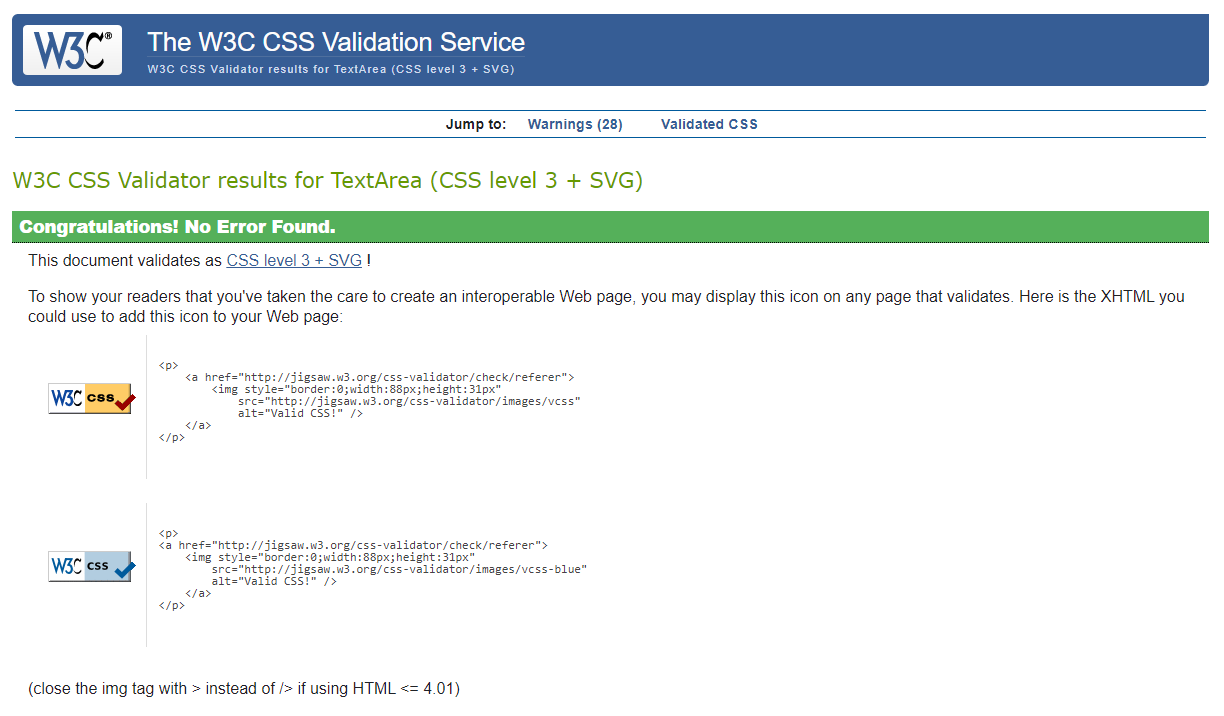 W3C® The W3C CSS Validation Service
W3C CSS Validator results for TextArea (CSS level 3 + SVG)
Jump to: Warnings (28) Validated CSS
W3C CSS Validator results for TextArea (CSS level 3 + SVG)
Congratulations! No Error Found.
This document validates as CSS level 3 + SVG !
To show your readers that you've taken the care to create an interoperable Web page, you may display this icon on any page that validates. Here is the XHTML you
could use to add this icon to your Web page:
W3C css
<p>
<a href="http://jigsaw.w3.org/css-validator/check/referer">
<img style="border:0;width:88px;height:31px"
src="http://jigsaw.w3.org/css-validator/images/vcss"
alt="Valid CSS!" />
</a>
</p>
W3C css
<p>
<a href="http://jigsaw.w3.org/css-validator/check/referer">
<img style="border:0;width:88px;height:31px"
src="http://jigsaw.w3.org/css-validator/images/vcss-blue"
alt="Valid CSS!" />
</a>
</p>
(close the img tag with > instead of /> if using HTML <= 4.01)